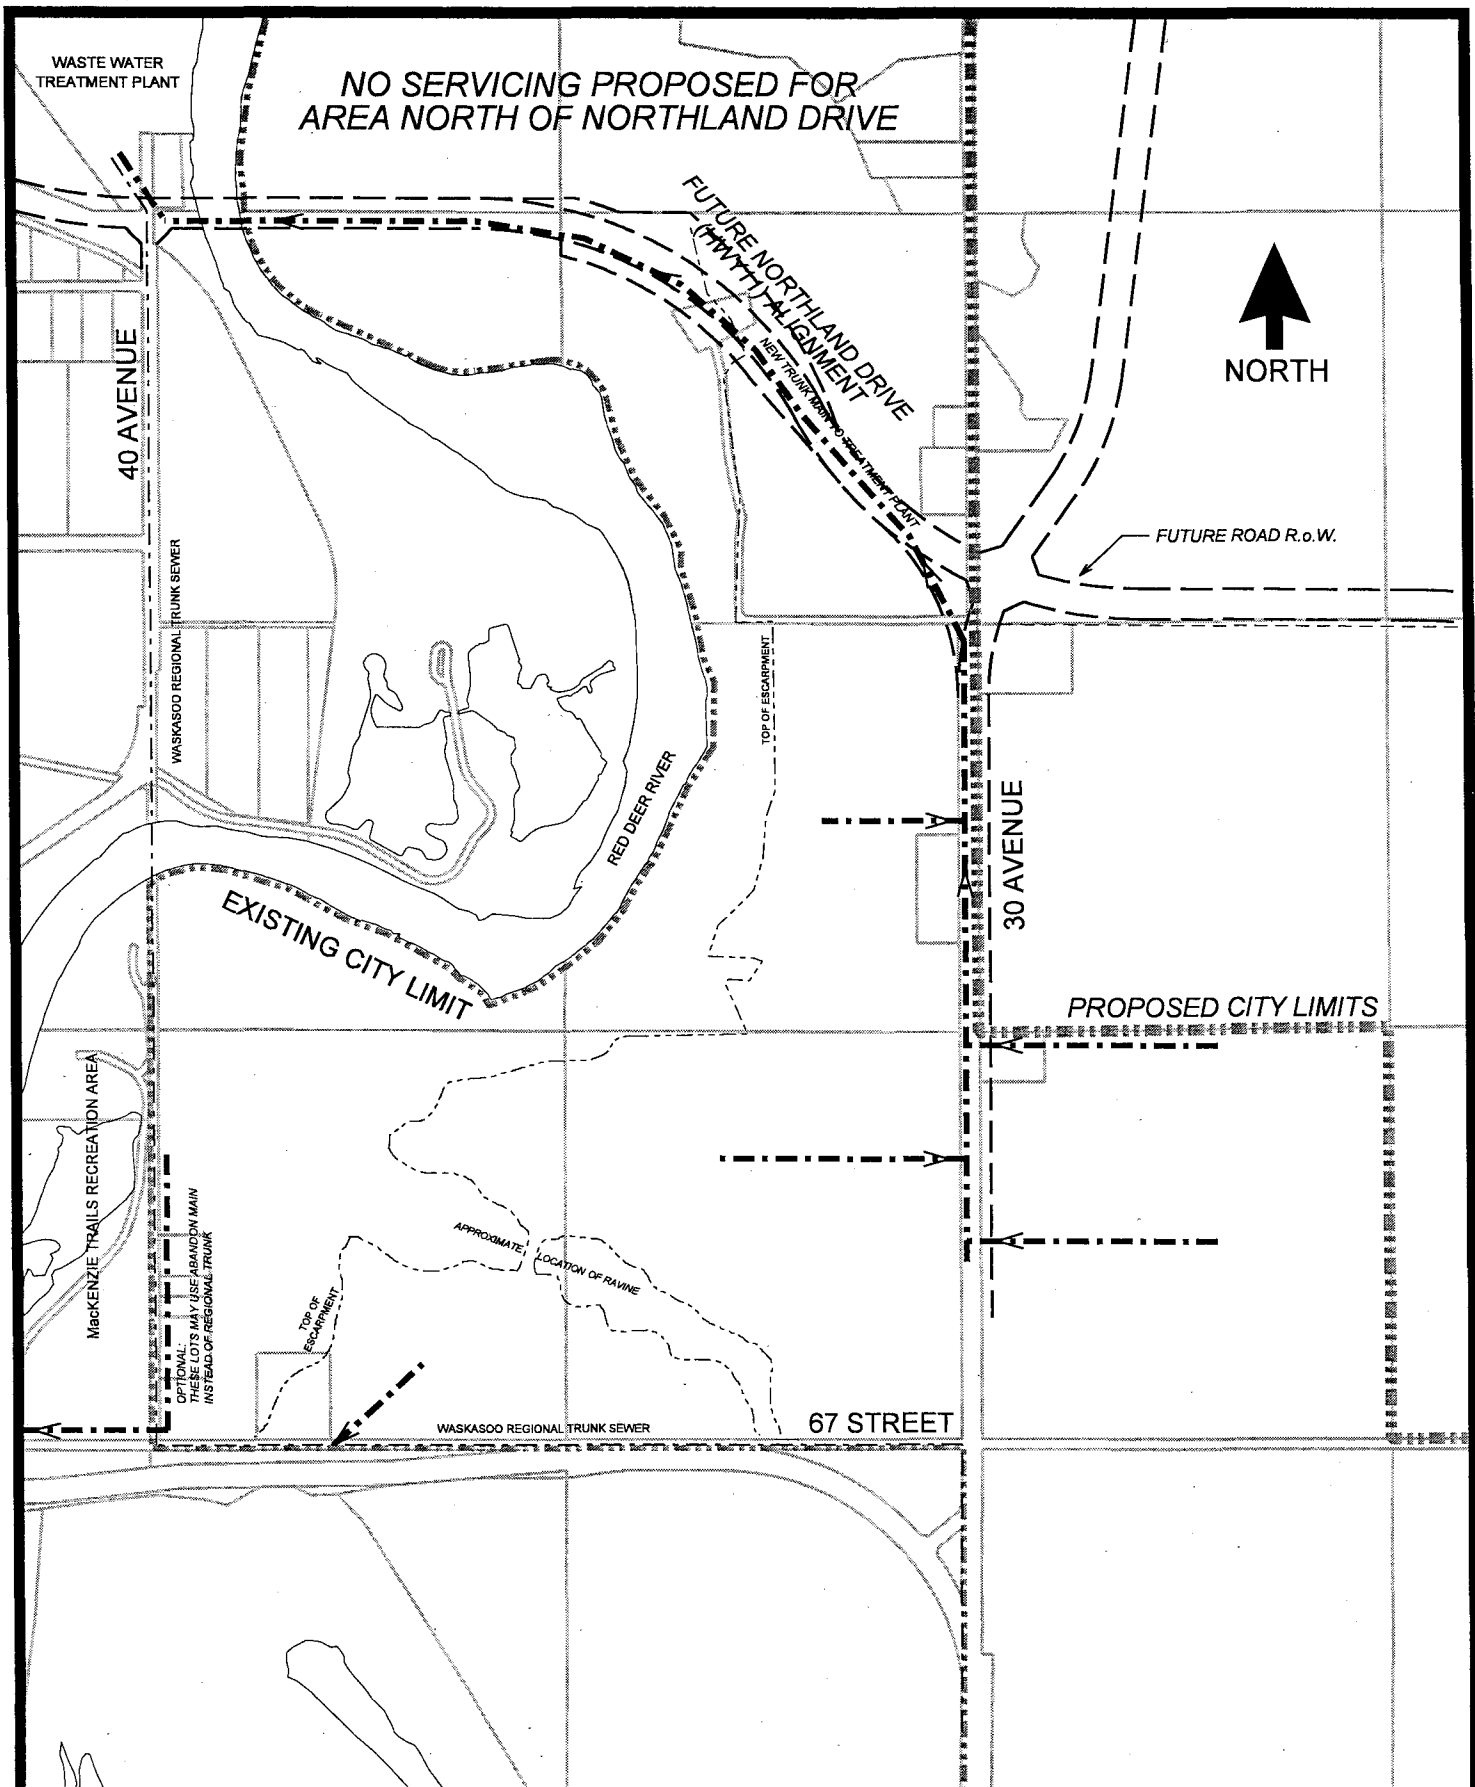 WASTE WATER
TREATMENT PLANT
NO SERVICING PROPOSED FOR
AREA NORTH OF NORTHLAND DRIVE
FUTURE NORTHLAND DRIVE
(HWY11) ALIGNMENT
NEW TRUNK MAIN TO TREATMENT PLANT
NORTH
40 AVENUE
FUTURE ROAD R.o.W.
WASKASOO REGIONAL TRUNK SEWER
TOP OF ESCARPMENT
RED DEER RIVER
30 AVENUE
EXISTING CITY LIMIT
PROPOSED CITY LIMITS
MacKENZIE TRAILS RECREATION AREA
OPTIONAL:
THESE LOTS MAY USE ABANDON MAIN
INSTEAD OF REGIONAL TRUNK
APPROXIMATE LOCATION OF RAVINE
TOP OF
ESCARPMENT
WASKASOO REGIONAL TRUNK SEWER
67 STREET